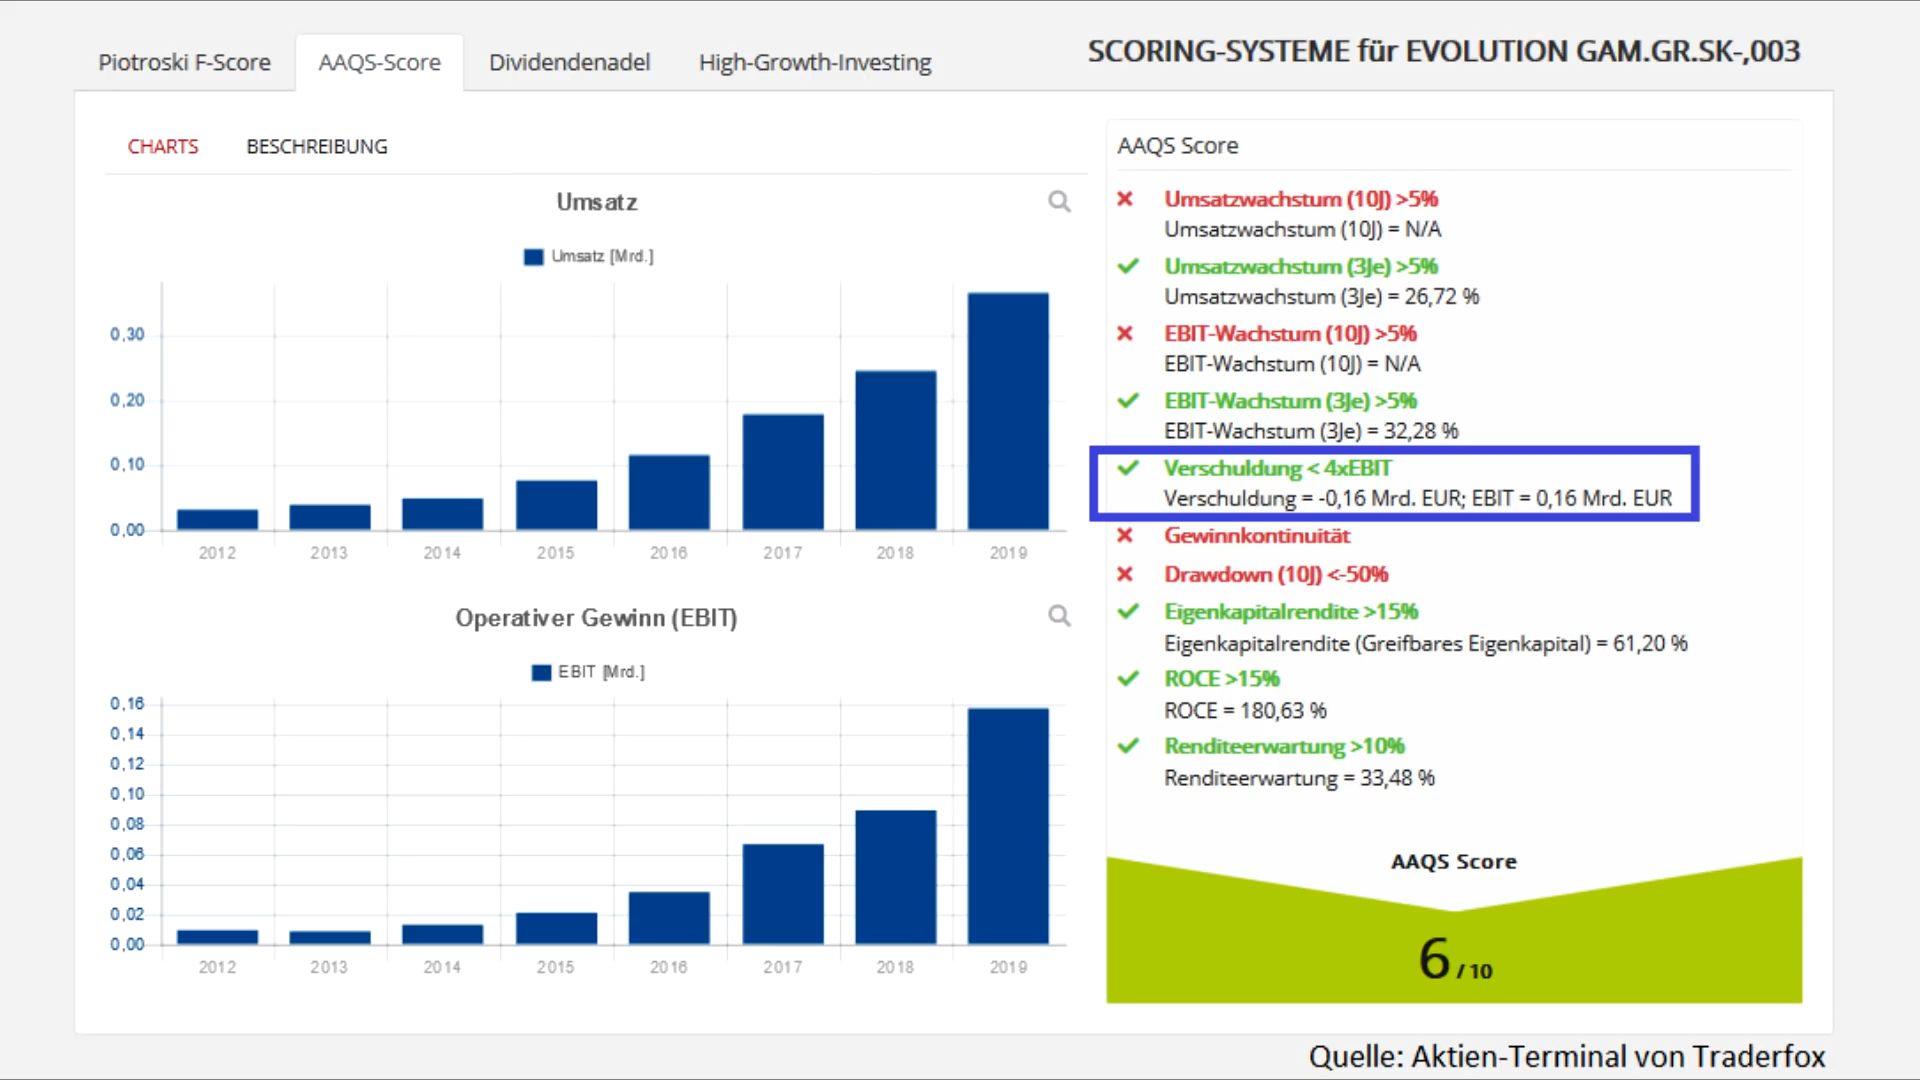 Piotroski F-Score
AAQS-Score
Dividendenadel
High-Growth-Investing
SCORING-SYSTEME für EVOLUTION GAM.GR.SK-,003
CHARTS
BESCHREIBUNG
Umsatz
Umsatz [Mrd.]
0,30
0,20
0,10
0,00
2012 2013 2014 2015 2016 2017 2018 2019
Operativer Gewinn (EBIT)
EBIT [Mrd.]
0,16
0,14
0,12
0,10
0,08
0,06
0,04
0,02
0,00
2012 2013 2014 2015 2016 2017 2018 2019
AAQS Score
Umsatzwachstum (10J) >5%
Umsatzwachstum (10J) = N/A
Umsatzwachstum (3Je) >5%
Umsatzwachstum (3Je) = 26,72 %
EBIT-Wachstum (10J) >5%
EBIT-Wachstum (10J) = N/A
EBIT-Wachstum (3Je) >5%
EBIT-Wachstum (3Je) = 32,28 %
Verschuldung < 4xEBIT
Verschuldung = -0,16 Mrd. EUR; EBIT = 0,16 Mrd. EUR
Gewinnkontinuität
Drawdown (10J) <-50%
Eigenkapitalrendite >15%
Eigenkapitalrendite (Greifbares Eigenkapital) = 61,20 %
ROCE >15%
ROCE = 180,63 %
Renditeerwartung >10%
Renditeerwartung = 33,48 %
AAQS Score
6 / 10
Quelle: Aktien-Terminal von Traderfox